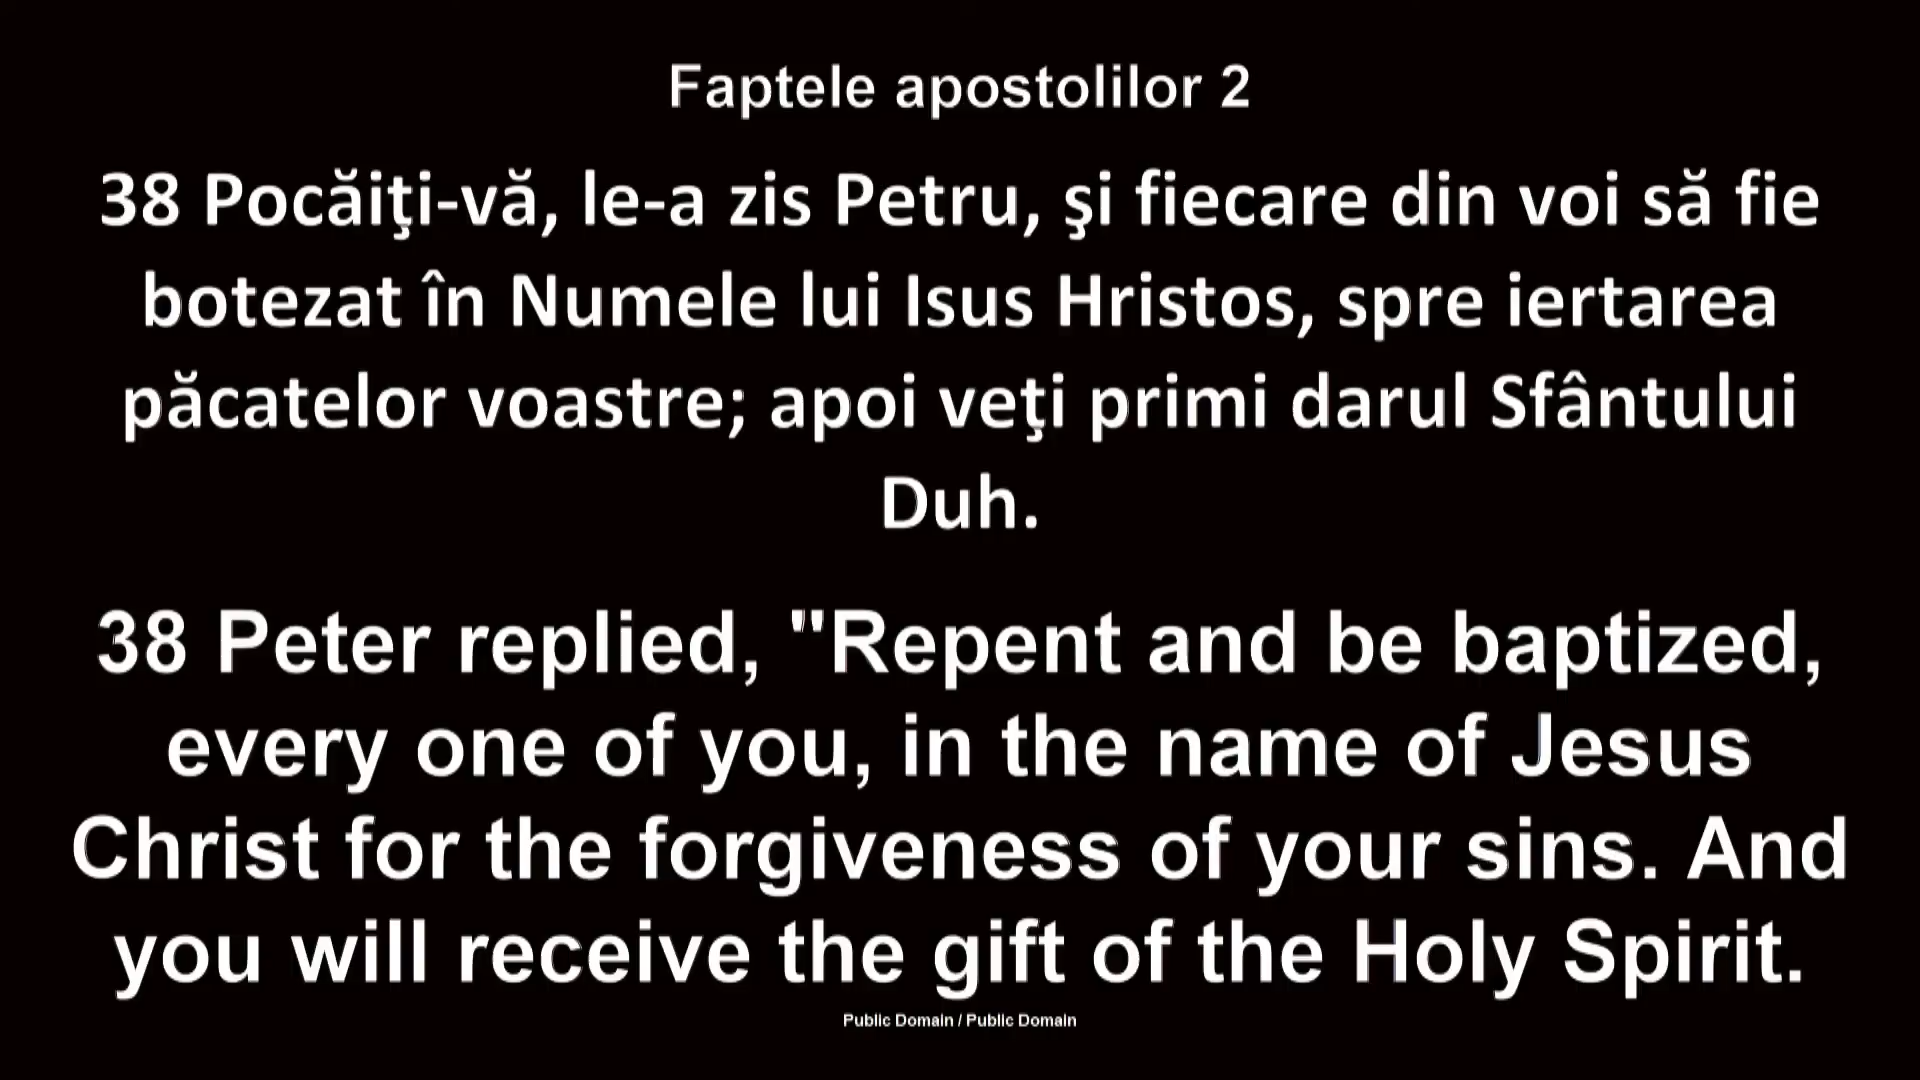 Faptele apostolilor 2
38 Pocăiţi-vă, le-a zis Petru, şi fiecare din voi să fie
botezat în Numele lui Isus Hristos, spre iertarea
păcatelor voastre; apoi veţi primi darul Sfântului
Duh.
38 Peter replied, "Repent and be baptized,
every one of you, in the name of Jesus
Christ for the forgiveness of your sins. And
you will receive the gift of the Holy Spirit.
Public Domain / Public Domain